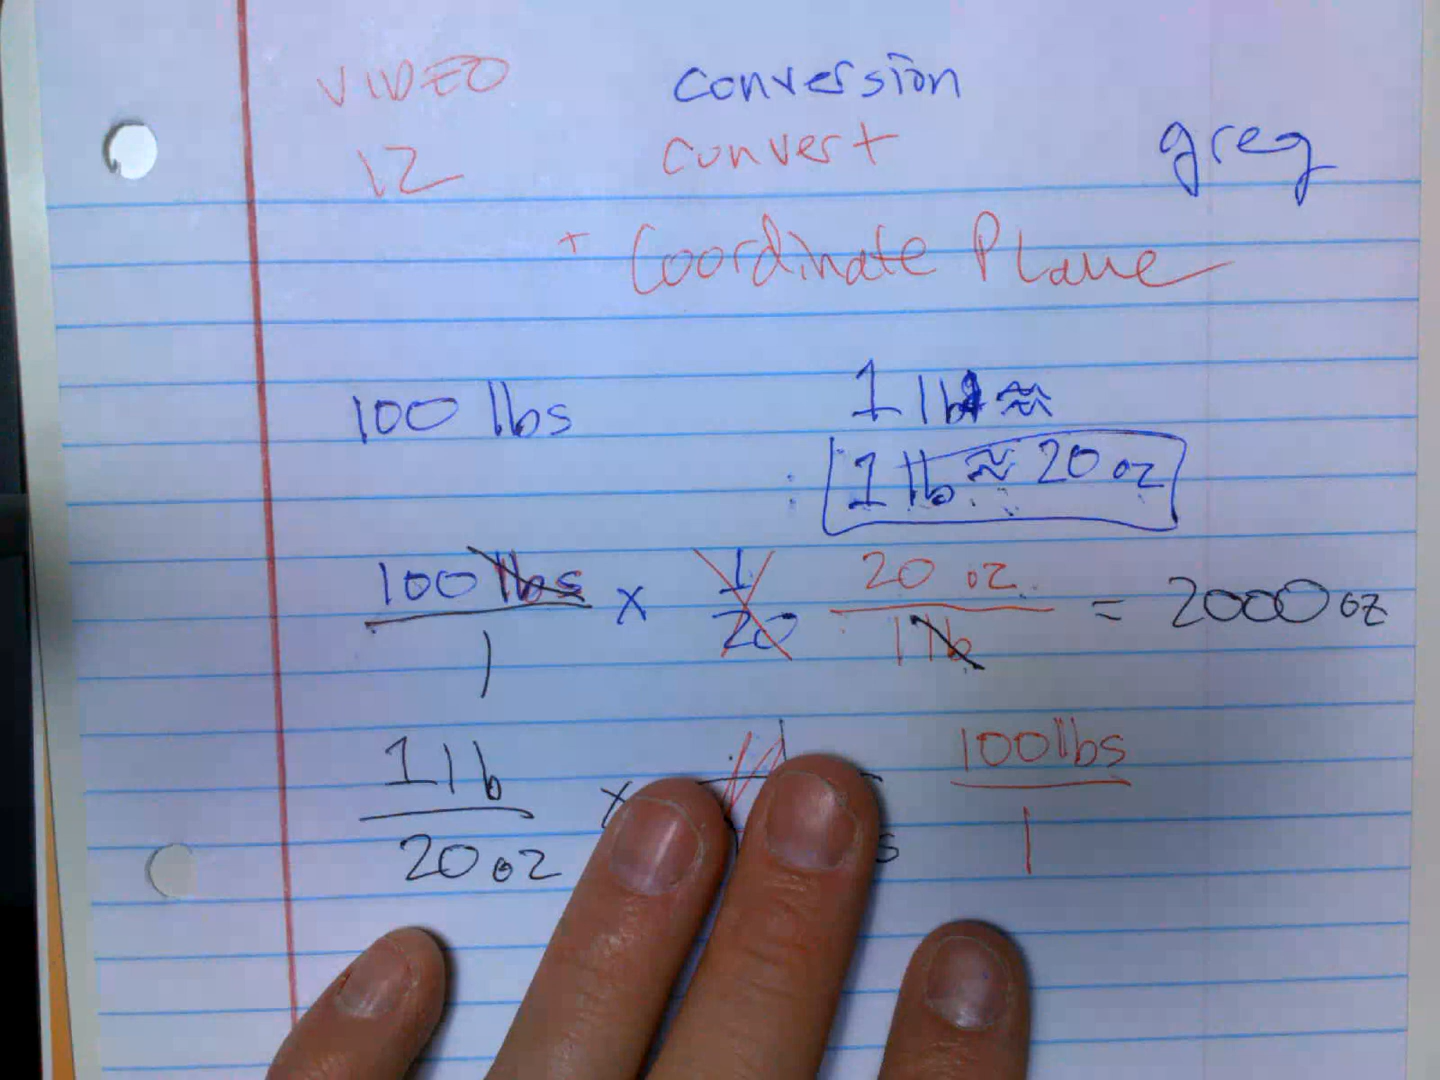 VIDEO conversion
12 convert greg
+ Coordinate Plane
100 lbs 1 lb ≈
1 lb ≈ 20 oz
100 lbs x 1 20 oz = 2000 oz
1 20 1 lb
1 lb x 100 lbs
20 oz s 1